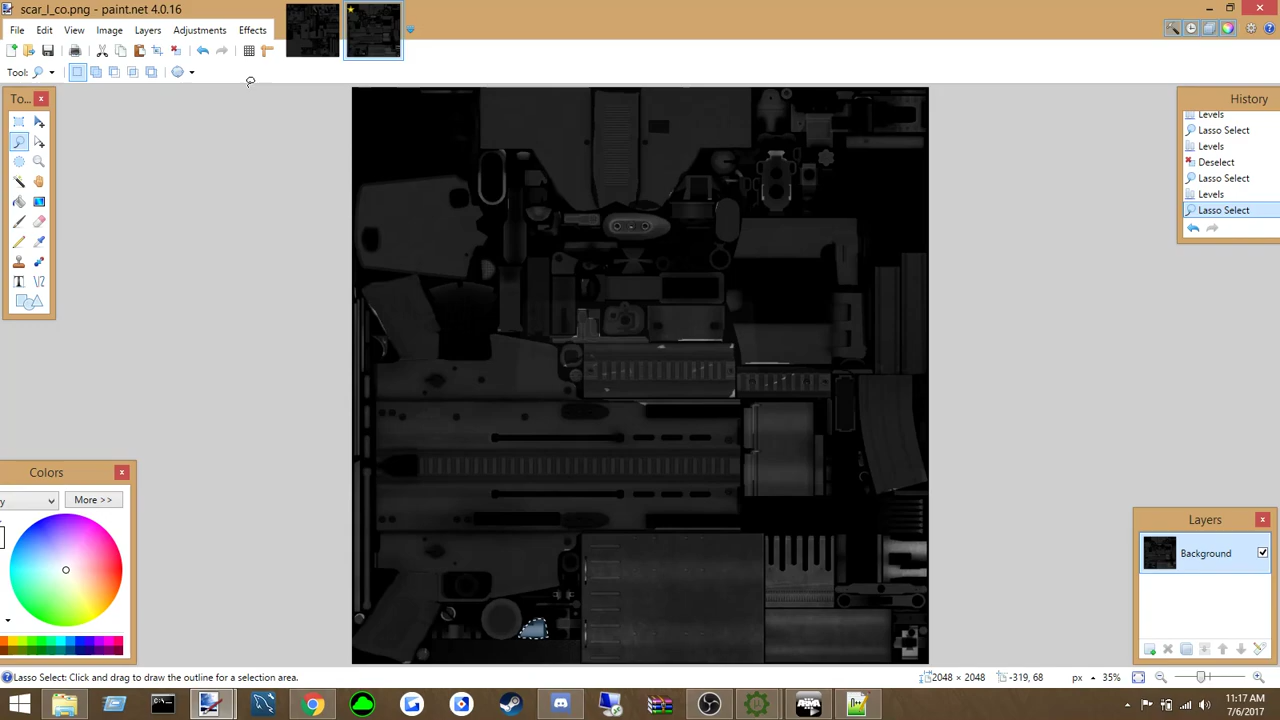 scar_l_co.png - paint.net 4.0.16
File Edit View Image Layers Adjustments Effects
Tool:
To...
History
Levels
Lasso Select
Levels
Deselect
Lasso Select
Levels
Lasso Select
Colors
More >>
Layers
Background
Lasso Select: Click and drag to draw the outline for a selection area.
2048 × 2048
-319, 68
px
35%
11:17 AM
7/6/2017